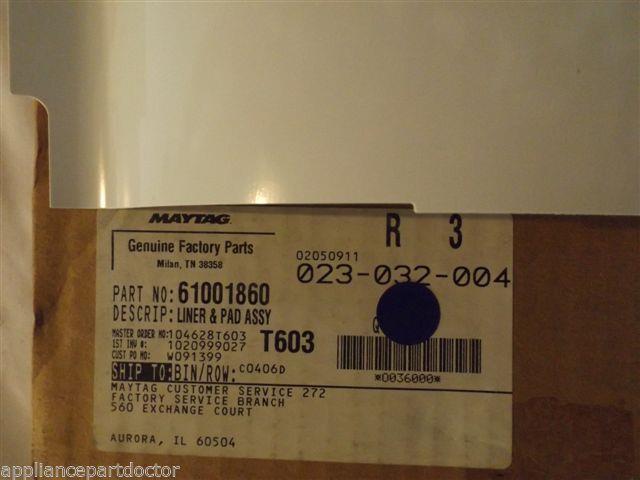 MAYTAG
R 3
Genuine Factory Parts
Milan, TN 38358
02050911
023-032-004
PART NO: 61001860
DESCRIP: LINER & PAD ASSY
MASTER ORDER NO: 104628T603
T603
1ST INV #: 1020999027
CUST PO NO: W091399
SHIP TO: BIN/ROW: C0406D
*0036000*
MAYTAG CUSTOMER SERVICE 272
FACTORY SERVICE BRANCH
560 EXCHANGE COURT
AURORA, IL 60504
© appliancepartdoctor